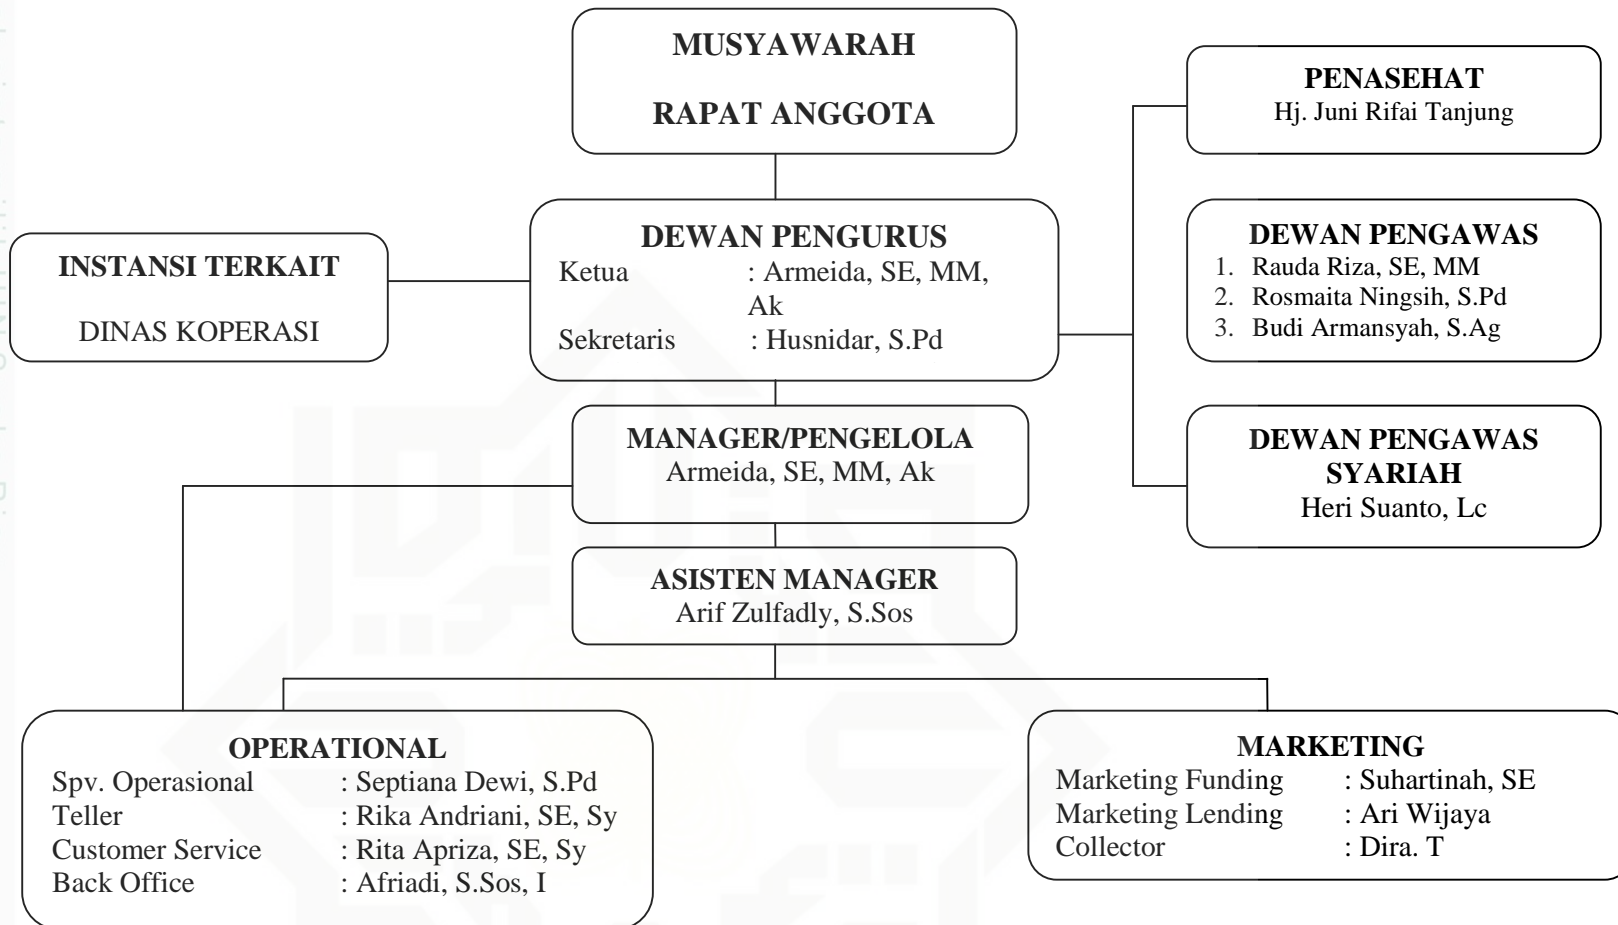 MUSYAWARAH
RAPAT ANGGOTA
PENASEHAT
Hj. Juni Rifai Tanjung
INSTANSI TERKAIT
DINAS KOPERASI
DEWAN PENGURUS
Ketua : Armeida, SE, MM,
Ak
Sekretaris : Husnidar, S.Pd
DEWAN PENGAWAS
1. Rauda Riza, SE, MM
2. Rosmaita Ningsih, S.Pd
3. Budi Armansyah, S.Ag
MANAGER/PENGELOLA
Armeida, SE, MM, Ak
DEWAN PENGAWAS
SYARIAH
Heri Suanto, Lc
ASISTEN MANAGER
Arif Zulfadly, S.Sos
OPERATIONAL
Spv. Operasional : Septiana Dewi, S.Pd
Teller : Rika Andriani, SE, Sy
Customer Service : Rita Apriza, SE, Sy
Back Office : Afriadi, S.Sos, I
MARKETING
Marketing Funding : Suhartinah, SE
Marketing Lending : Ari Wijaya
Collector : Dira. T